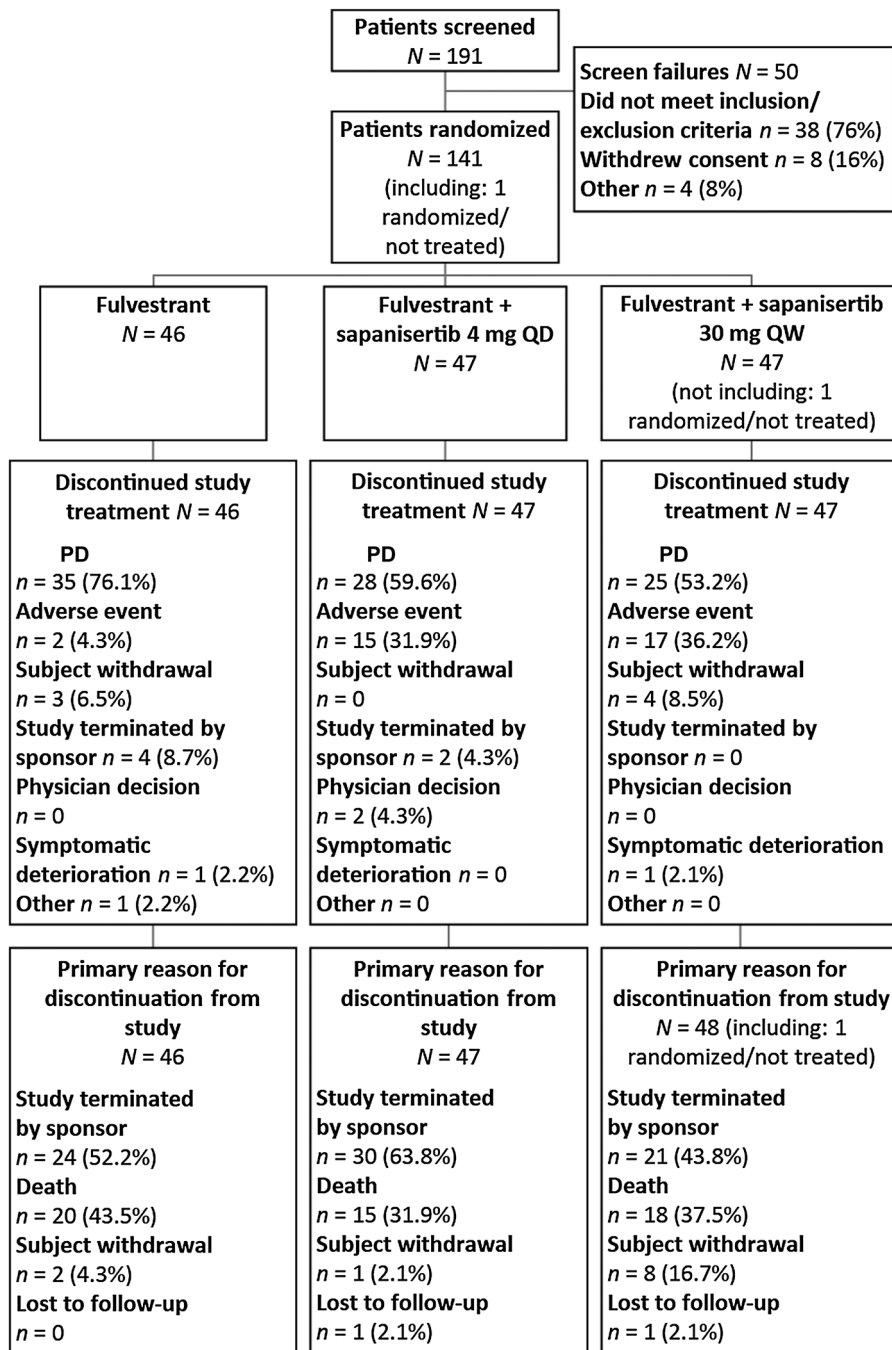 Patients screened
N = 191
Screen failures N = 50
Did not meet inclusion/
exclusion criteria n = 38 (76%)
Withdrew consent n = 8 (16%)
Other n = 4 (8%)
Patients randomized
N = 141
(including: 1
randomized/
not treated)
Fulvestrant
N = 46
Fulvestrant +
sapanisertib 4 mg QD
N = 47
Fulvestrant + sapanisertib
30 mg QW
N = 47
(not including: 1
randomized/not treated)
Discontinued study
treatment N = 46
PD
n = 35 (76.1%)
Adverse event
n = 2 (4.3%)
Subject withdrawal
n = 3 (6.5%)
Study terminated by
sponsor n = 4 (8.7%)
Physician decision
n = 0
Symptomatic
deterioration n = 1 (2.2%)
Other n = 1 (2.2%)
Discontinued study
treatment N = 47
PD
n = 28 (59.6%)
Adverse event
n = 15 (31.9%)
Subject withdrawal
n = 0
Study terminated by
sponsor n = 2 (4.3%)
Physician decision
n = 2 (4.3%)
Symptomatic
deterioration n = 0
Other n = 0
Discontinued study
treatment N = 47
PD
n = 25 (53.2%)
Adverse event
n = 17 (36.2%)
Subject withdrawal
n = 4 (8.5%)
Study terminated by
sponsor n = 0
Physician decision
n = 0
Symptomatic deterioration
n = 1 (2.1%)
Other n = 0
Primary reason for
discontinuation from
study
N = 46
Study terminated
by sponsor
n = 24 (52.2%)
Death
n = 20 (43.5%)
Subject withdrawal
n = 2 (4.3%)
Lost to follow-up
n = 0
Primary reason for
discontinuation from
study
N = 47
Study terminated
by sponsor
n = 30 (63.8%)
Death
n = 15 (31.9%)
Subject withdrawal
n = 1 (2.1%)
Lost to follow-up
n = 1 (2.1%)
Primary reason for
discontinuation from study
N = 48 (including: 1
randomized/not treated)
Study terminated
by sponsor
n = 21 (43.8%)
Death
n = 18 (37.5%)
Subject withdrawal
n = 8 (16.7%)
Lost to follow-up
n = 1 (2.1%)